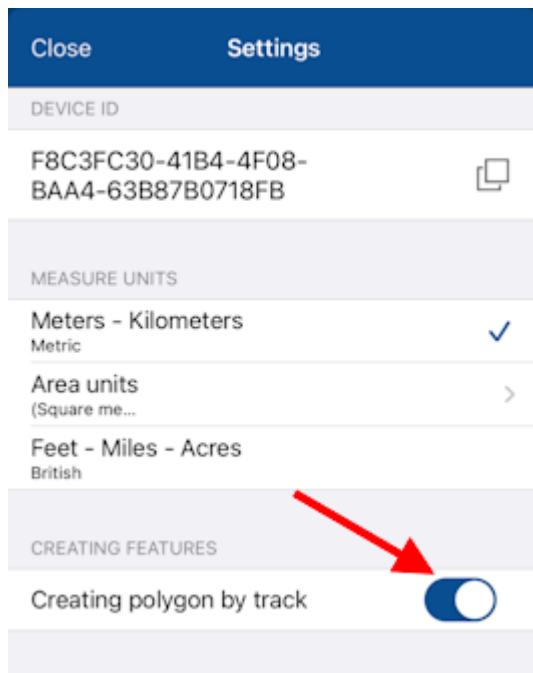 Close
Settings
DEVICE ID
F8C3FC30-41B4-4F08-
BAA4-63B87B0718FB
MEASURE UNITS
Meters - Kilometers
Metric
Area units
(Square me...
Feet - Miles - Acres
British
CREATING FEATURES
Creating polygon by track